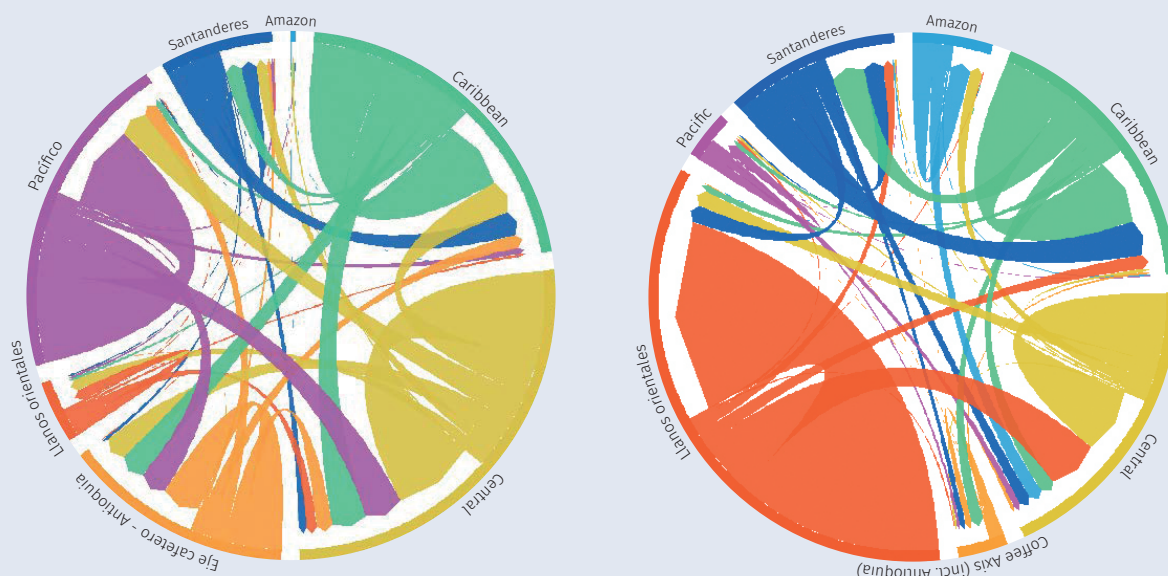 Santanderes
Amazon
Caribbean
Central
Eje cafetero - Antioquia
Llanos orientales
Pacífico
Santanderes
Amazon
Caribbean
Central
Coffee Axis (incl. Antioquia)
Llanos orientales
Pacific